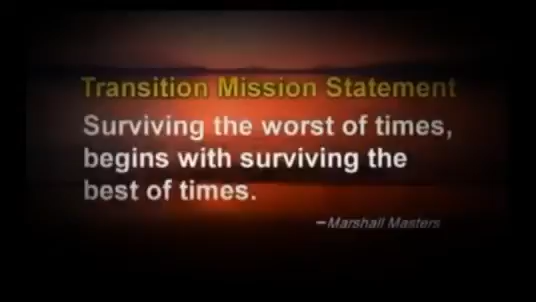 Transition Mission Statement
Surviving the worst of times,
begins with surviving the
best of times.
–Marshall Masters